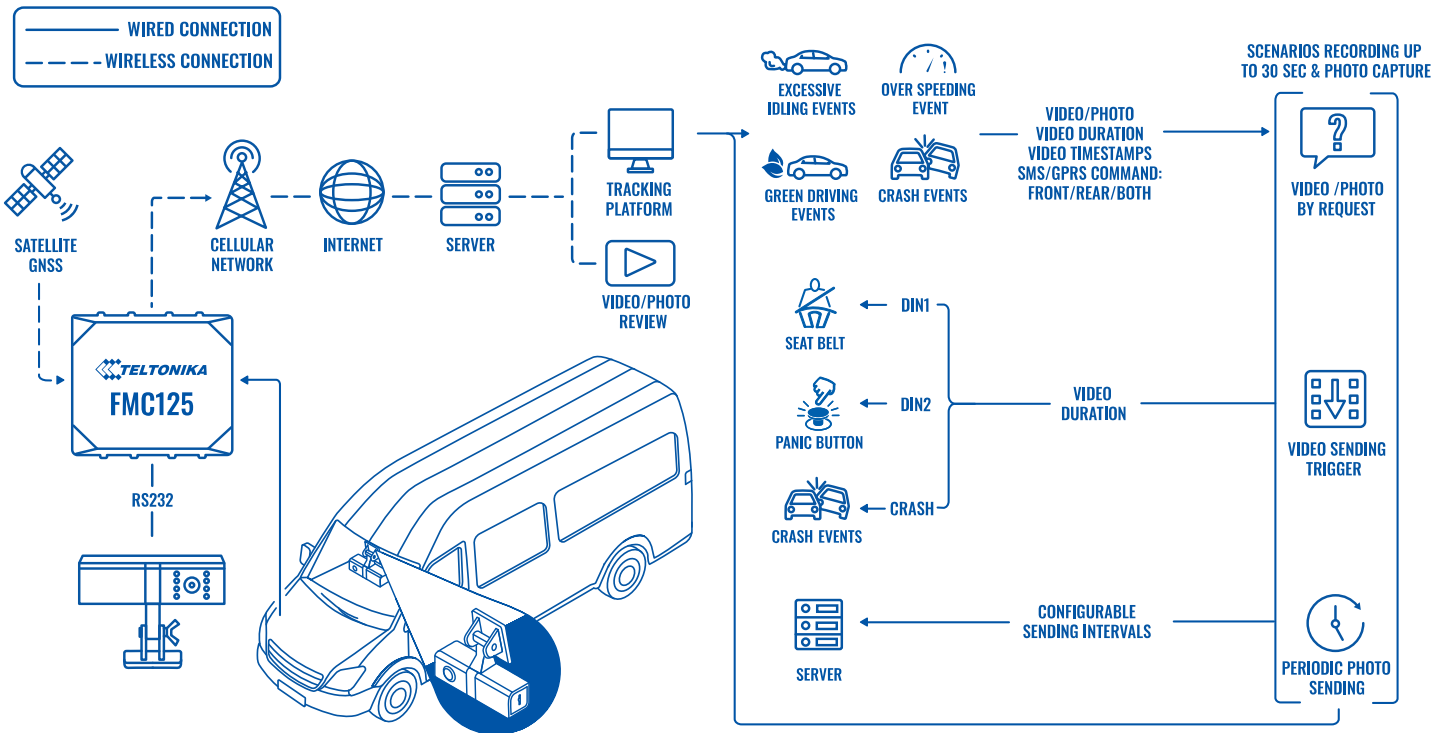 WIRED CONNECTION
WIRELESS CONNECTION
SATELLITE
GNSS
CELLULAR
NETWORK
INTERNET
SERVER
TRACKING
PLATFORM
VIDEO/PHOTO
REVIEW
TELTONIKA
FMC125
RS232
EXCESSIVE
IDLING EVENTS
OVER SPEEDING
EVENT
GREEN DRIVING
EVENTS
CRASH EVENTS
VIDEO/PHOTO
VIDEO DURATION
VIDEO TIMESTAMPS
SMS/GPRS COMMAND:
FRONT/REAR/BOTH
SCENARIOS RECORDING UP
TO 30 SEC & PHOTO CAPTURE
?
VIDEO /PHOTO
BY REQUEST
SEAT BELT
DIN1
PANIC BUTTON
DIN2
CRASH EVENTS
CRASH
VIDEO
DURATION
VIDEO SENDING
TRIGGER
SERVER
CONFIGURABLE
SENDING INTERVALS
PERIODIC PHOTO
SENDING